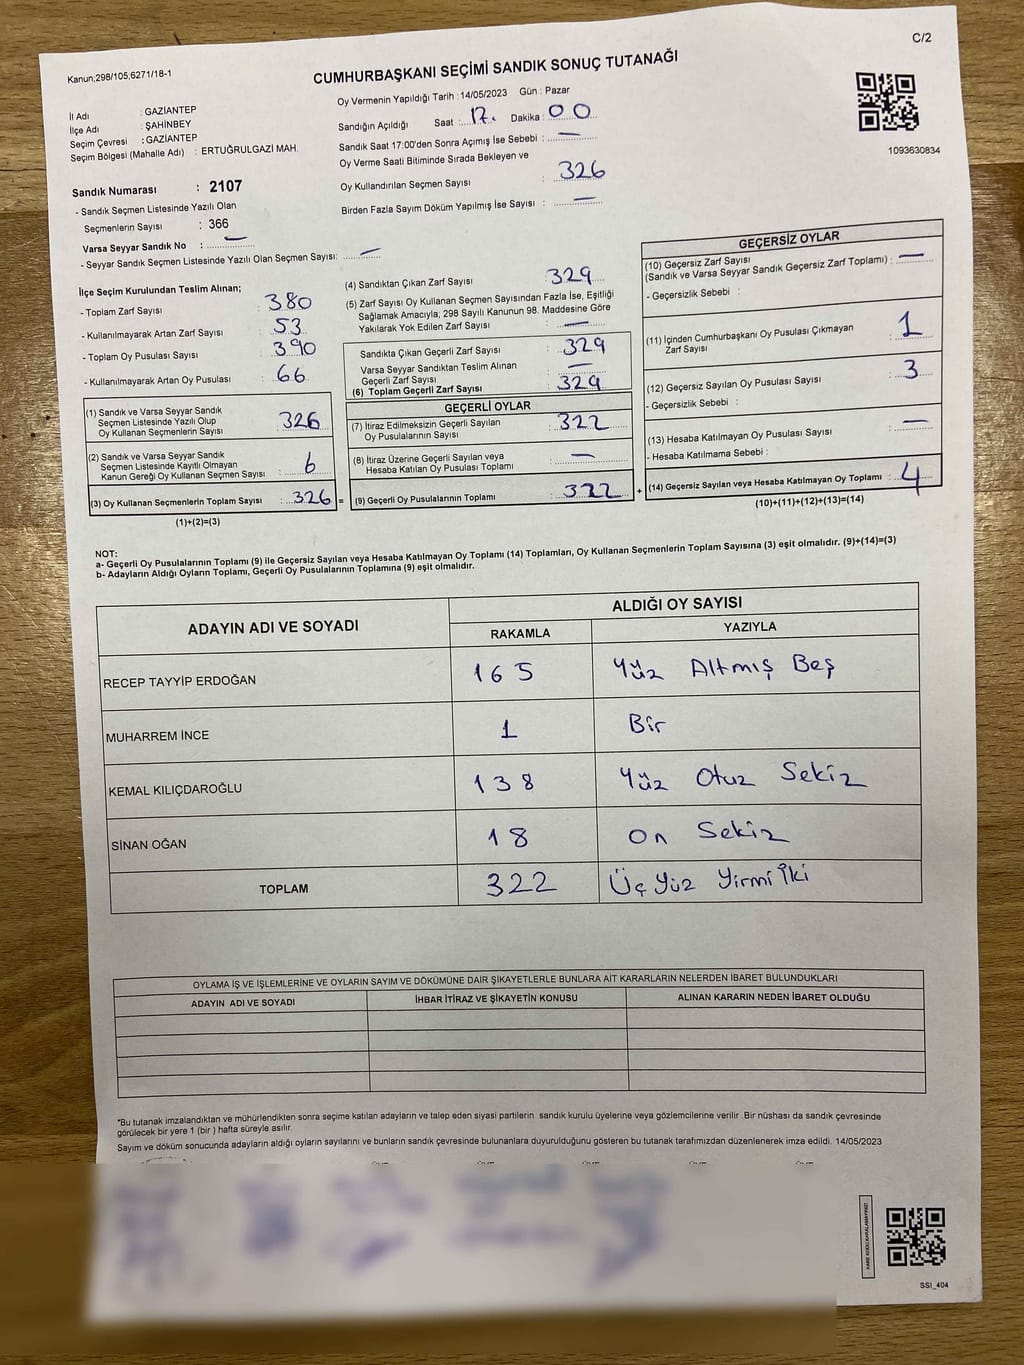 C/2
Kanun;298/105;6271/18-1
CUMHURBAŞKANI SEÇİMİ SANDIK SONUÇ TUTANAĞI
İl Adı : GAZİANTEP
İlçe Adı : ŞAHİNBEY
Seçim Çevresi : GAZİANTEP
Seçim Bölgesi (Mahalle Adı) : ERTUĞRULGAZİ MAH.
Sandık Numarası : 2107
- Sandık Seçmen Listesinde Yazılı Olan
Seçmenlerin Sayısı : 366
Varsa Seyyar Sandık No : —
- Seyyar Sandık Seçmen Listesinde Yazılı Olan Seçmen Sayısı: —
Oy Vermenin Yapıldığı Tarih : 14/05/2023 Gün : Pazar
Sandığın Açıldığı Saat : 17. Dakika : 00
Sandık Saat 17:00'den Sonra Açımış İse Sebebi : —
Oy Verme Saati Bitiminde Sırada Bekleyen ve
Oy Kullandırılan Seçmen Sayısı : 326
Birden Fazla Sayım Döküm Yapılmış İse Sayısı : —
1093630834
İlçe Seçim Kurulundan Teslim Alınan;
- Toplam Zarf Sayısı : 380
- Kullanılmayarak Artan Zarf Sayısı : 53
- Toplam Oy Pusulası Sayısı : 390
- Kullanılmayarak Artan Oy Pusulası : 66
(1) Sandık ve Varsa Seyyar Sandık
Seçmen Listesinde Yazılı Olup
Oy Kullanan Seçmenlerin Sayısı : 326
(2) Sandık ve Varsa Seyyar Sandık
Seçmen Listesinde Kayıtlı Olmayan
Kanun Gereği Oy Kullanan Seçmen Sayısı : 6
(3) Oy Kullanan Seçmenlerin Toplam Sayısı : 326 =
(1)+(2)=(3)
(4) Sandıktan Çıkan Zarf Sayısı : 329
(5) Zarf Sayısı Oy Kullanan Seçmen Sayısından Fazla İse, Eşitliği
Sağlamak Amacıyla; 298 Sayılı Kanunun 98. Maddesine Göre
Yakılarak Yok Edilen Zarf Sayısı : —
Sandıkta Çıkan Geçerli Zarf Sayısı : 329
Varsa Seyyar Sandıktan Teslim Alınan
Geçerli Zarf Sayısı : —
(6) Toplam Geçerli Zarf Sayısı : 329
GEÇERLİ OYLAR
(7) İtiraz Edilmeksizin Geçerli Sayılan
Oy Pusulalarının Sayısı : 322
(8) İtiraz Üzerine Geçerli Sayılan veya
Hesaba Katılan Oy Pusulası Toplamı : —
(9) Geçerli Oy Pusulalarının Toplamı : 322 +
GEÇERSİZ OYLAR
(10) Geçersiz Zarf Sayısı
(Sandık ve Varsa Seyyar Sandık Geçersiz Zarf Toplamı) : —
- Geçersizlik Sebebi :
(11) İçinden Cumhurbaşkanı Oy Pusulası Çıkmayan
Zarf Sayısı : 1
(12) Geçersiz Sayılan Oy Pusulası Sayısı : 3
- Geçersizlik Sebebi :
(13) Hesaba Katılmayan Oy Pusulası Sayısı : —
- Hesaba Katılmama Sebebi :
(14) Geçersiz Sayılan veya Hesaba Katılmayan Oy Toplamı : 4
(10)+(11)+(12)+(13)=(14)
NOT:
a- Geçerli Oy Pusulalarının Toplamı (9) ile Geçersiz Sayılan veya Hesaba Katılmayan Oy Toplamı (14) Toplamları, Oy Kullanan Seçmenlerin Toplam Sayısına (3) eşit olmalıdır. (9)+(14)=(3)
b- Adayların Aldığı Oyların Toplamı, Geçerli Oy Pusulalarının Toplamına (9) eşit olmalıdır.
ADAYIN ADI VE SOYADI
ALDIĞI OY SAYISI
RAKAMLA YAZIYLA
RECEP TAYYİP ERDOĞAN 165 Yüz Altmış Beş
MUHARREM İNCE 1 Bir
KEMAL KILIÇDAROĞLU 138 Yüz Otuz Sekiz
SİNAN OĞAN 18 On Sekiz
TOPLAM 322 Üç Yüz Yirmi İki
OYLAMA İŞ VE İŞLEMLERİNE VE OYLARIN SAYIM VE DÖKÜMÜNE DAİR ŞİKAYETLERLE BUNLARA AİT KARARLARIN NELERDEN İBARET BULUNDUKLARI
ADAYIN ADI VE SOYADI İHBAR İTİRAZ VE ŞİKAYETİN KONUSU ALINAN KARARIN NEDEN İBARET OLDUĞU
*Bu tutanak imzalandıktan ve mühürlendikten sonra seçime katılan adayların ve talep eden siyasi partilerin sandık kurulu üyelerine veya gözlemcilerine verilir .Bir nüshası da sandık çevresinde
görülecek bir yere 1 (bir ) hafta süreyle asılır.
Sayım ve döküm sonucunda adayların aldığı oyların sayılarını ve bunların sandık çevresinde bulunanlara duyurulduğunu gösteren bu tutanak tarafımızdan düzenlenerek imza edildi. 14/05/2023
KARE KODU KARALAMAYINIZ!
SSİ_404